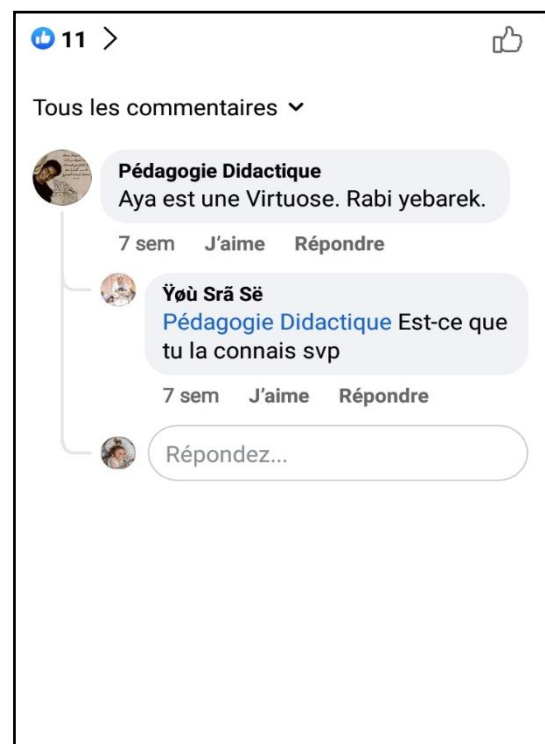 11
Tous les commentaires
Pédagogie Didactique
Aya est une Virtuose. Rabi yebarek.
7 sem J'aime Répondre
Ÿøù Srã Së
Pédagogie Didactique Est-ce que
tu la connais svp
7 sem J'aime Répondre
Répondez...